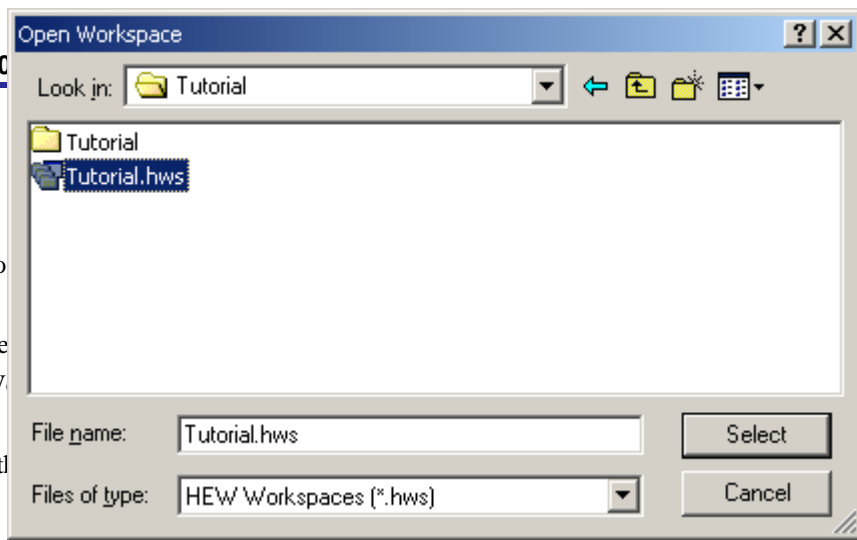 Open Workspace
Look in: Tutorial
Tutorial
Tutorial.hws
File name: Tutorial.hws Select
Files of type: HEW Workspaces (*.hws) Cancel